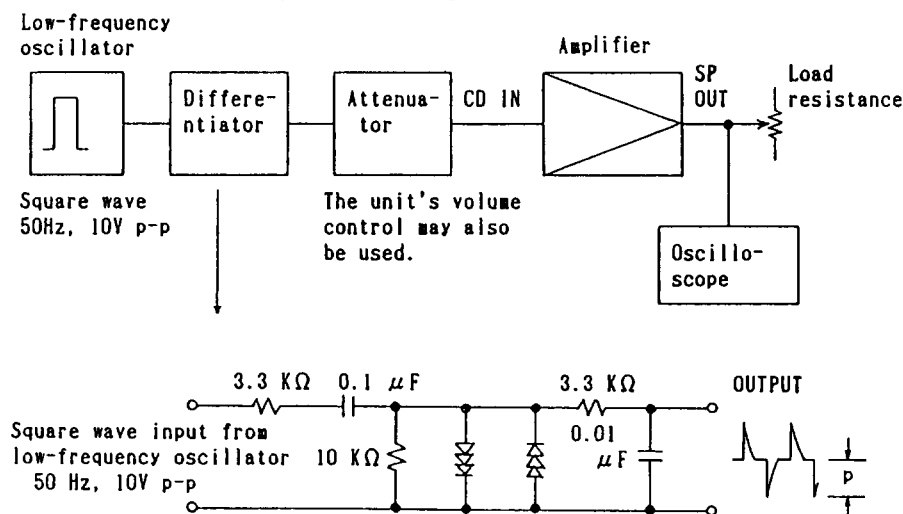 Low-frequency
oscillator
Differe-
ntiator
Attenua-
tor
CD IN
Amplifier
SP
OUT
Load
resistance
Square wave
50Hz, 10V p-p
The unit's volume
control may also
be used.
Oscillo-
scope
3.3 KΩ
0.1 μF
3.3 KΩ
OUTPUT
Square wave input from
low-frequency oscillator
50 Hz, 10V p-p
10 KΩ
0.01
μF
P